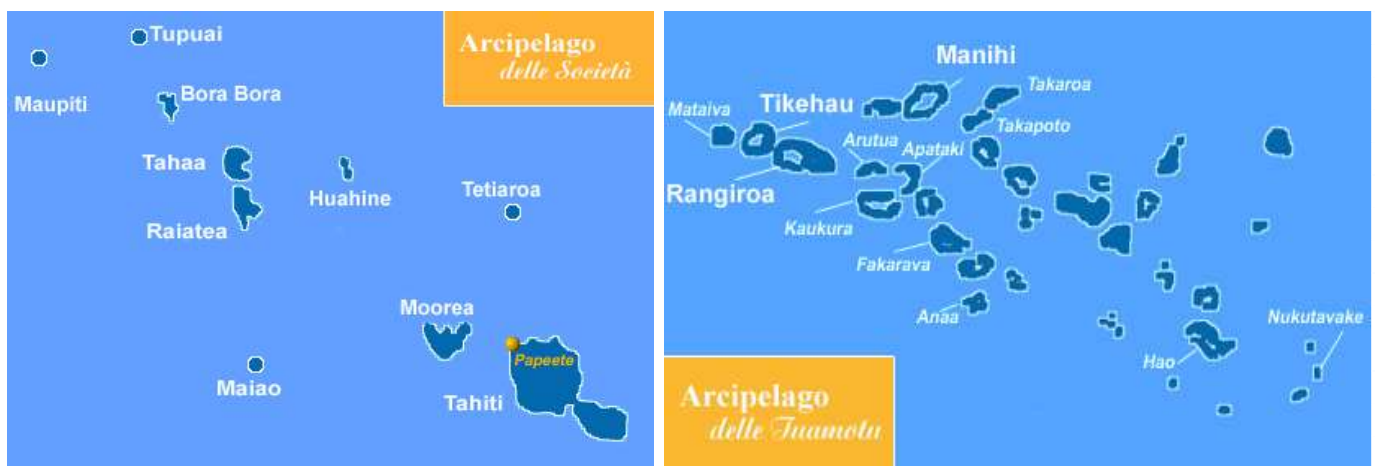 Tupuai
Arcipelago
delle Società
Maupiti
Bora Bora
Tahaa
Huahine
Tetiaroa
Raiatea
Moorea
Papeete
Maiao
Tahiti
Manihi
Takaroa
Tikehau
Mataiva
Takapoto
Arutua
Apataki
Rangiroa
Kaukura
Fakarava
Anaa
Nukutavake
Hao
Arcipelago
delle Tuamotu